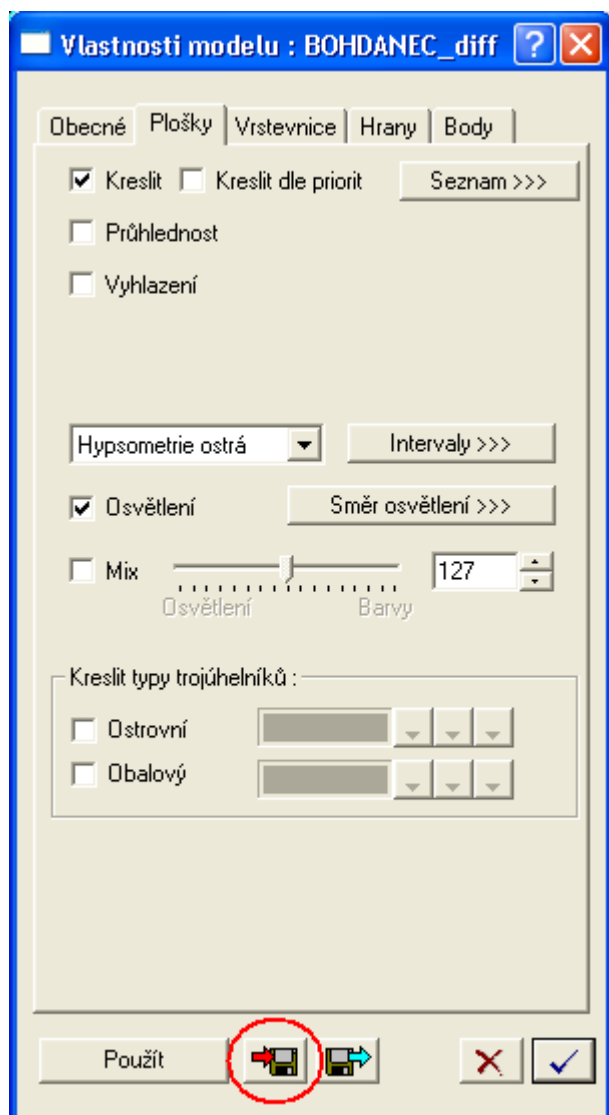 Vlastnosti modelu : BOHDANEC_diff
Obecné Plošky Vrstevnice Hrany Body
Kreslit Kreslit dle priorit Seznam >>>
Průhlednost
Vyhlazení
Hypsometrie ostrá Intervaly >>>
Osvětlení Směr osvětlení >>>
Mix 127
Osvětlení Barvy
Kreslit typy trojúhelníků :
Ostrovní
Obalový
Použít